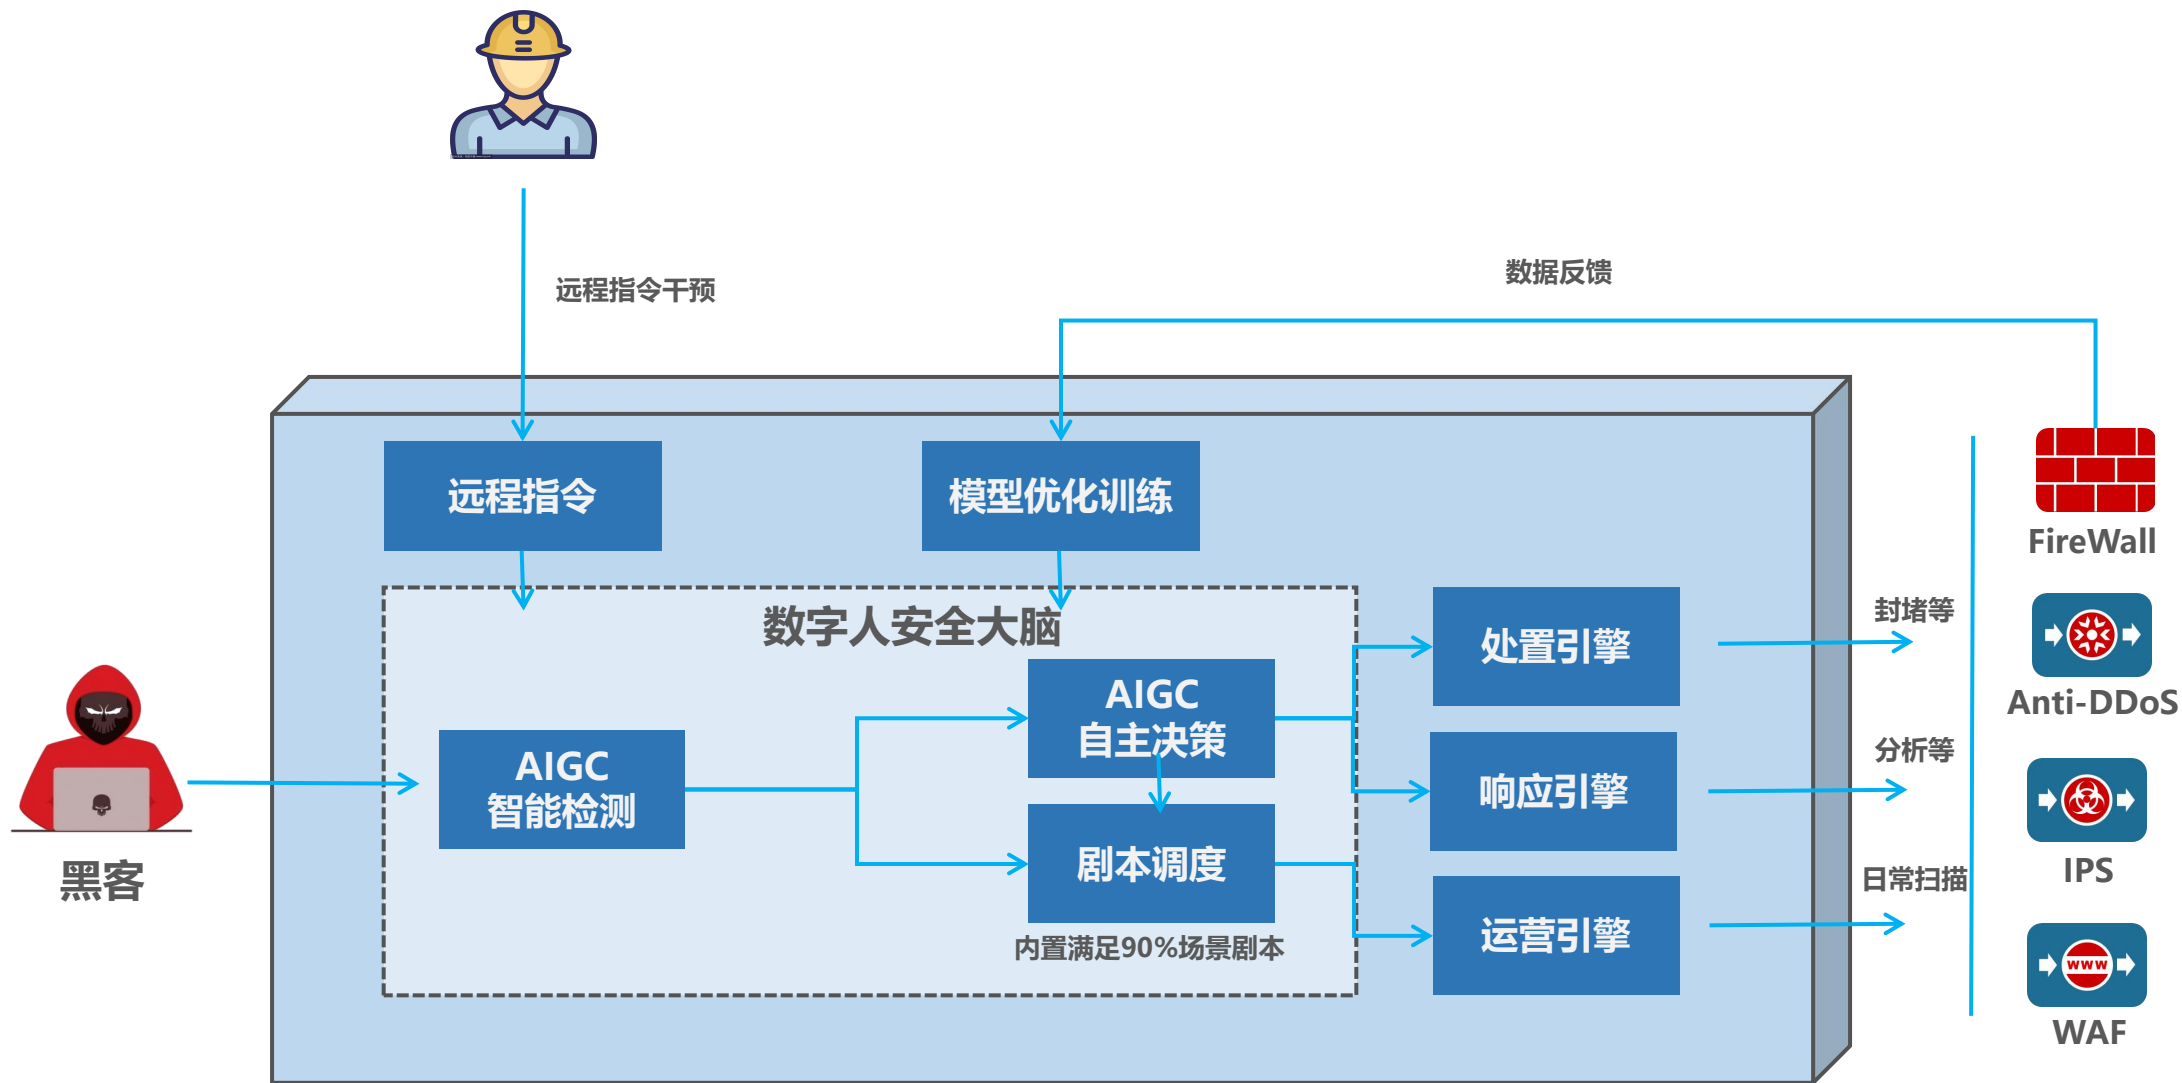 远程指令干预
数据反馈
远程指令
模型优化训练
数字人安全大脑
AIGC
智能检测
AIGC
自主决策
剧本调度
内置满足90%场景剧本
处置引擎
响应引擎
运营引擎
封堵等
分析等
日常扫描
FireWall
Anti-DDoS
IPS
WWW
WAF
黑客